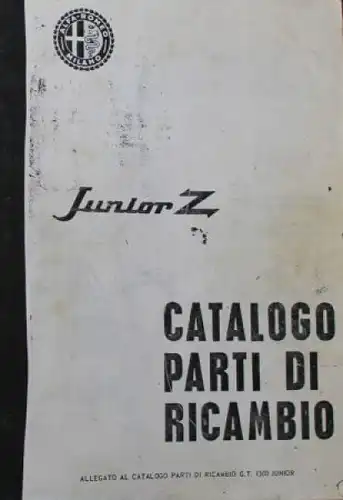 ALFA-ROMEO
MILANO
Junior Z
CATALOGO
PARTI DI
RICAMBIO
ALLEGATO AL CATALOGO PARTI DI RICAMBIO G.T. 1300 JUNIOR